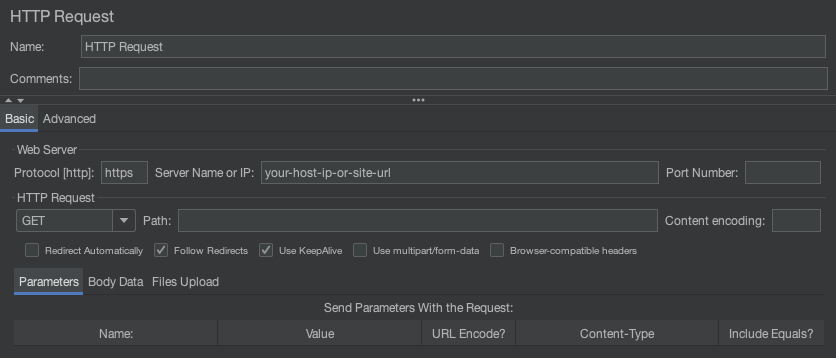 HTTP Request
Name: HTTP Request
Comments:
Basic Advanced
Web Server
Protocol [http]: https Server Name or IP: your-host-ip-or-site-url Port Number:
HTTP Request
GET Path: Content encoding:
Redirect Automatically Follow Redirects Use KeepAlive Use multipart/form-data Browser-compatible headers
Parameters Body Data Files Upload
Send Parameters With the Request:
Name: Value URL Encode? Content-Type Include Equals?